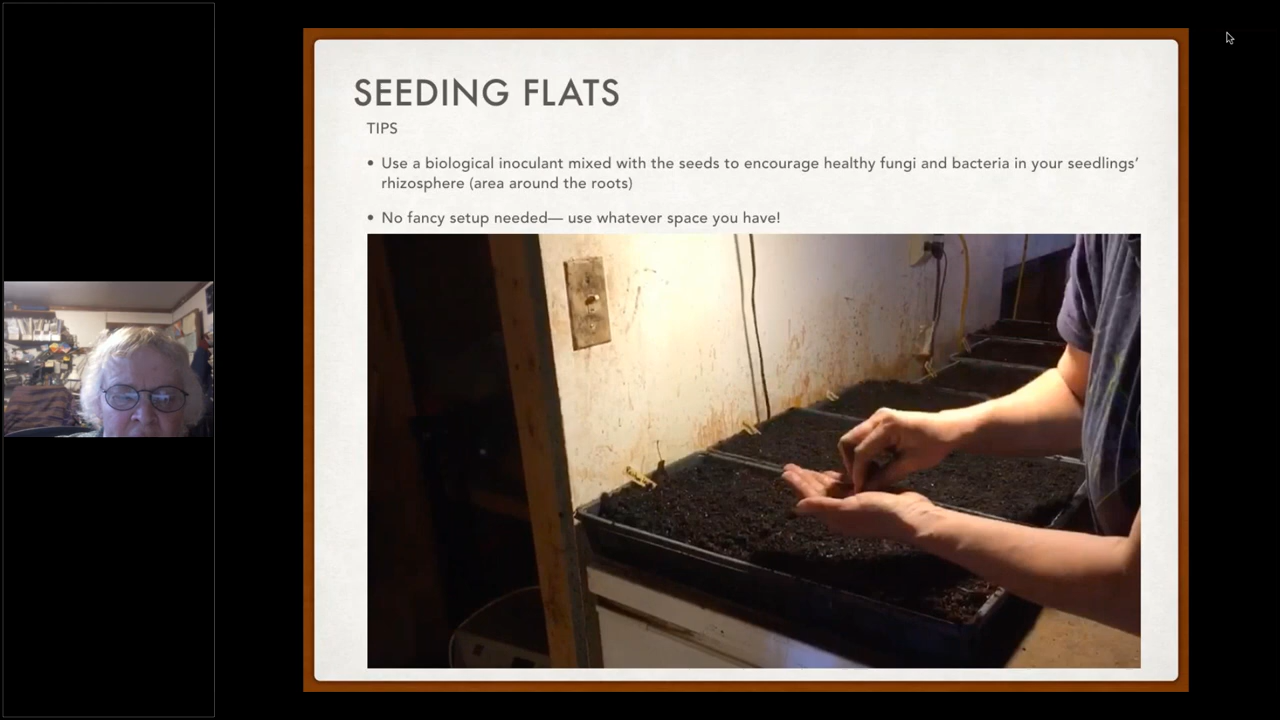 SEEDING FLATS
TIPS
• Use a biological inoculant mixed with the seeds to encourage healthy fungi and bacteria in your seedlings’
rhizosphere (area around the roots)
• No fancy setup needed— use whatever space you have!